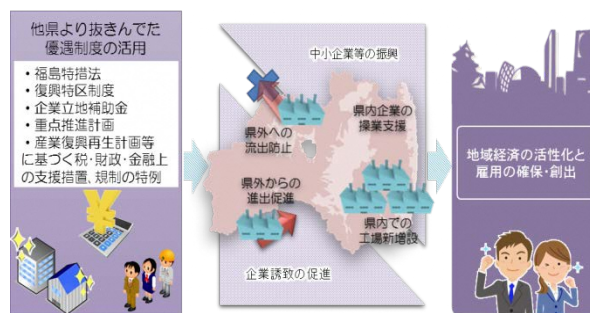 他県より抜きんでた
優遇制度の活用
・福島特措法
・復興特区制度
・企業立地補助金
・重点推進計画
・産業復興再生計画等
に基づく税・財政・金融上
の支援措置、規制の特例
中小企業等の振興
県外への
流出防止
県内企業の
操業支援
県外からの
進出促進
県内での
工場新増設
企業誘致の促進
地域経済の活性化と
雇用の確保・創出